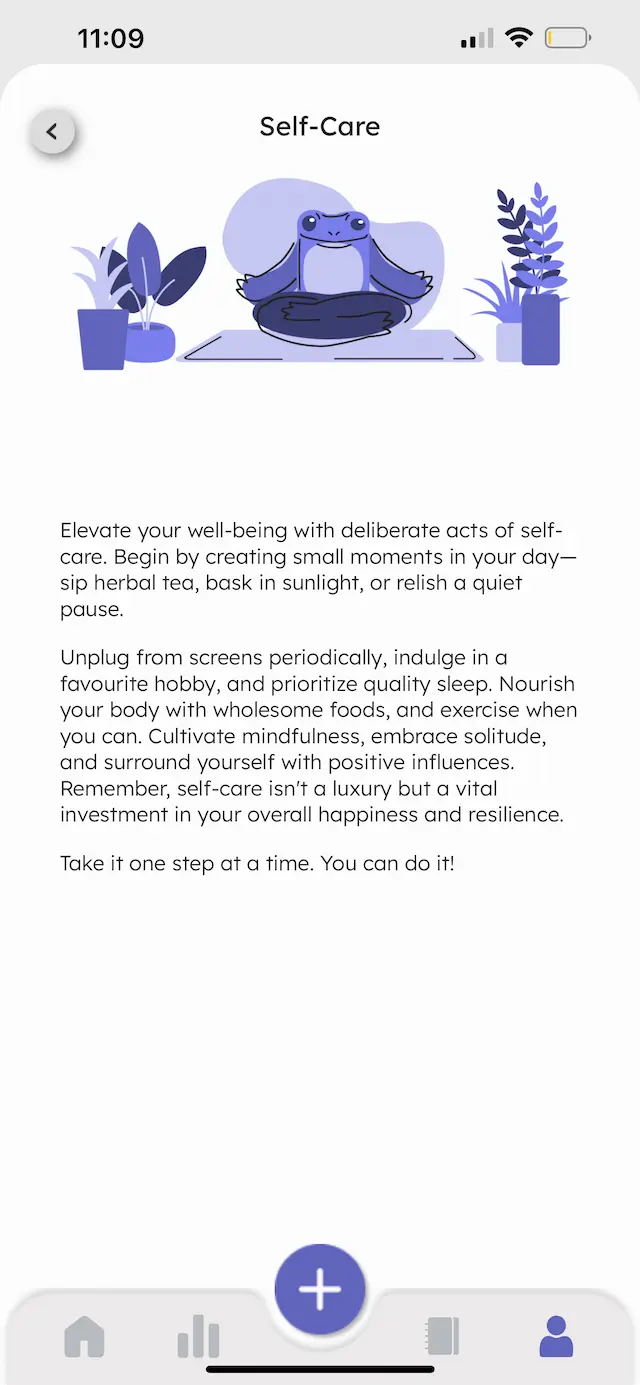 11:09
Self-Care
Elevate your well-being with deliberate acts of self-
care. Begin by creating small moments in your day—
sip herbal tea, bask in sunlight, or relish a quiet
pause.
Unplug from screens periodically, indulge in a
favourite hobby, and prioritize quality sleep. Nourish
your body with wholesome foods, and exercise when
you can. Cultivate mindfulness, embrace solitude,
and surround yourself with positive influences.
Remember, self-care isn't a luxury but a vital
investment in your overall happiness and resilience.
Take it one step at a time. You can do it!